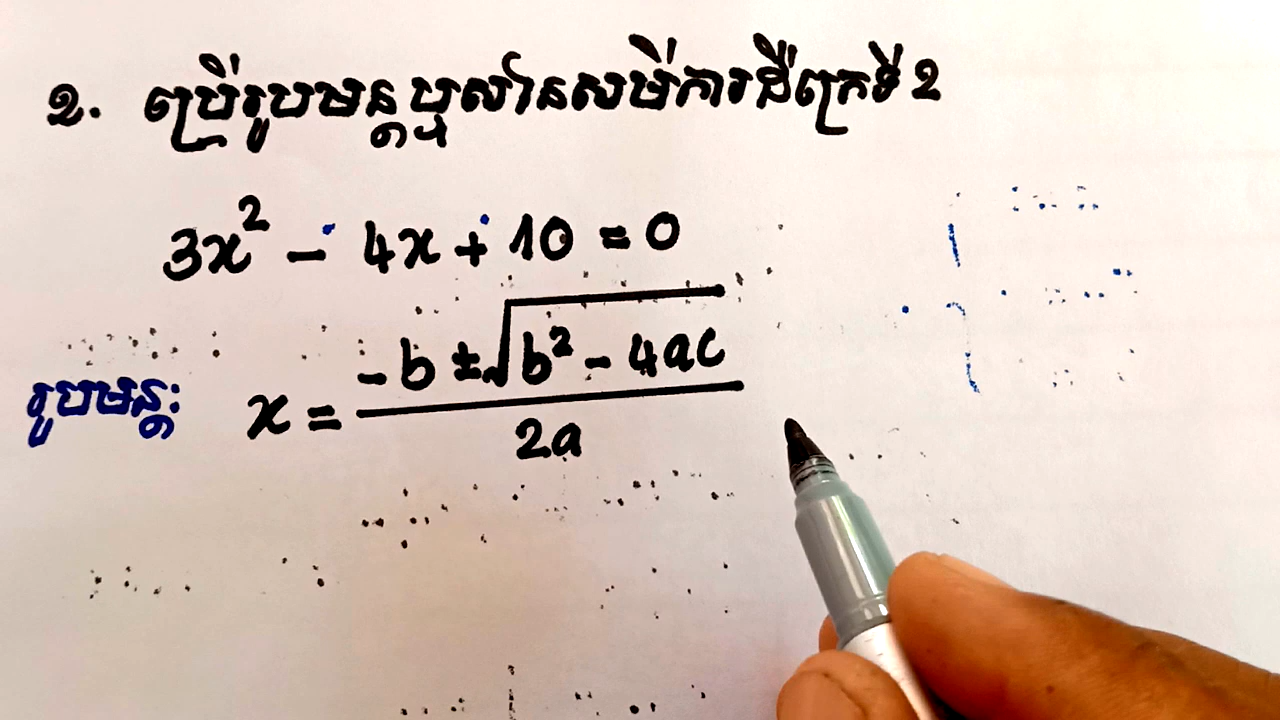 2. ប្រើរូបមន្តឬសនៃសមីការដឺក្រេទី 2
3x² - 4x + 10 = 0
រូបមន្ត: x = (-b ± √(b² - 4ac)) / 2a